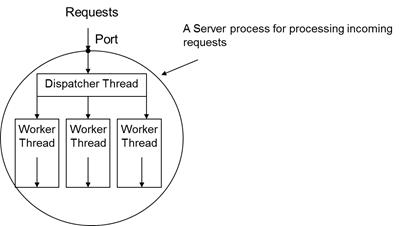 Requests
Port
A Server process for processing incoming
requests
Dispatcher Thread
Worker
Thread
Worker
Thread
Worker
Thread